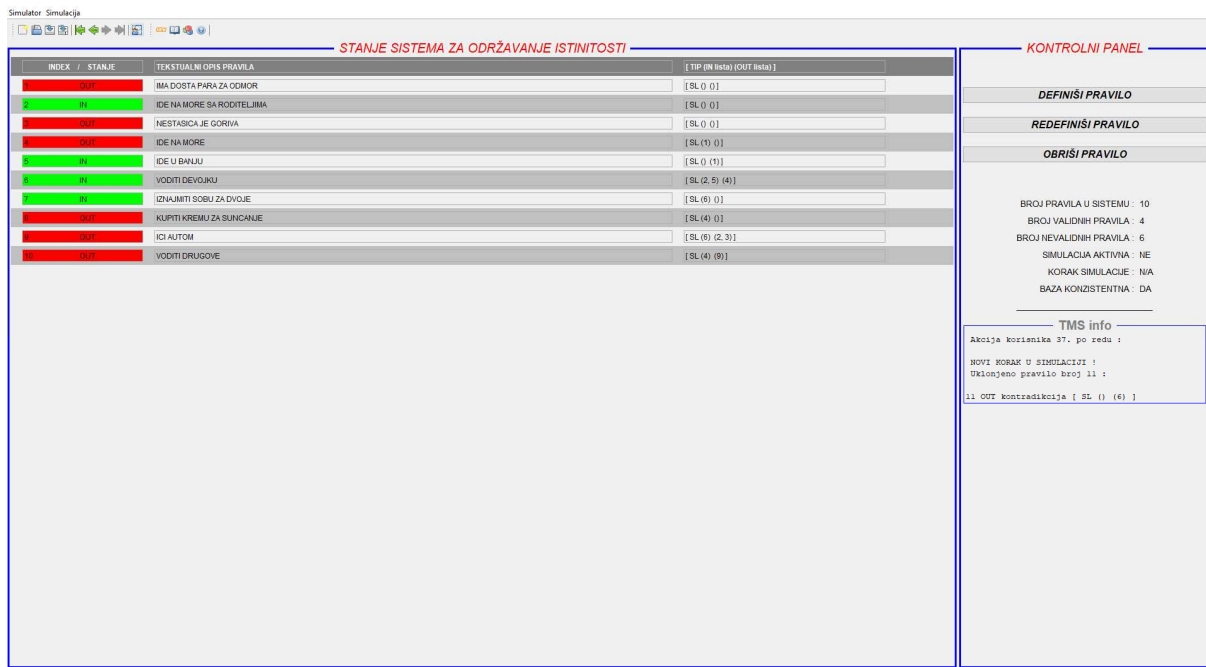 Simulator Simulacija
STANJE SISTEMA ZA ODRŽAVANJE ISTINITOSTI
INDEX / STANJE TEKSTUALNI OPIS PRAVILA [ TIP (IN lista) (OUT lista) ]
1 OUT IMA DOSTA PARA ZA ODMOR [ SL () () ]
2 IN IDE NA MORE SA RODITELJIMA [ SL () () ]
3 OUT NESTASICA JE GORIVA [ SL () () ]
4 OUT IDE NA MORE [ SL (1) () ]
5 IN IDE U BANJU [ SL () (1) ]
6 IN VODITI DEVOJKU [ SL (2, 5) (4) ]
7 IN IZNAJMITI SOBU ZA DVOJE [ SL (6) () ]
8 OUT KUPITI KREMU ZA SUNCANJE [ SL (4) () ]
9 OUT ICI AUTOM [ SL (6) (2, 3) ]
10 OUT VODITI DRUGOVE [ SL (4) (9) ]
KONTROLNI PANEL
DEFINIŠI PRAVILO
REDEFINIŠI PRAVILO
OBRIŠI PRAVILO
BROJ PRAVILA U SISTEMU : 10
BROJ VALIDNIH PRAVILA : 4
BROJ NEVALIDNIH PRAVILA : 6
SIMULACIJA AKTIVNA : NE
KORAK SIMULACIJE : N/A
BAZA KONZISTENTNA : DA
TMS info
Akcija korisnika 37. po redu :
NOVI KORAK U SIMULACIJI !
Uklonjeno pravilo broj 11 :
11 OUT kontradikcija [ SL () (6) ]